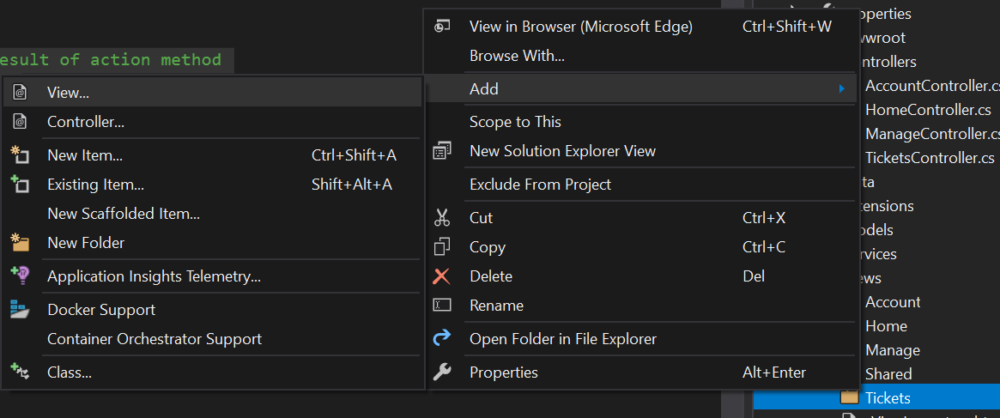 esult of action method
View...
Controller...
New Item... Ctrl+Shift+A
Existing Item... Shift+Alt+A
New Scaffolded Item...
New Folder
Application Insights Telemetry...
Docker Support
Container Orchestrator Support
Class...
View in Browser (Microsoft Edge) Ctrl+Shift+W
Browse With...
Add
Scope to This
New Solution Explorer View
Exclude From Project
Cut Ctrl+X
Copy Ctrl+C
Delete Del
Rename
Open Folder in File Explorer
Properties Alt+Enter
operties
wroot
ntrollers
AccountController.cs
HomeController.cs
ManageController.cs
TicketsController.cs
ta
tensions
odels
rvices
ews
Account
Home
Manage
Shared
Tickets